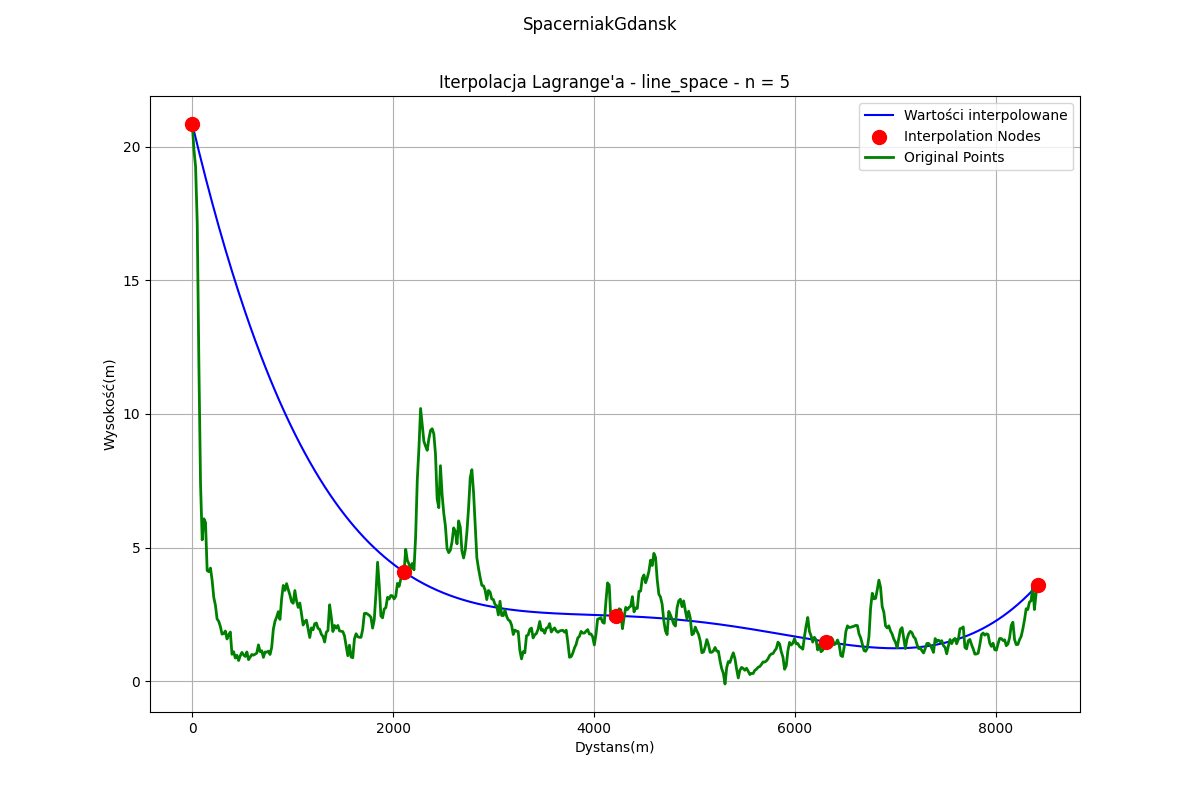 SpacerniakGdansk
Iterpolacja Lagrange'a - line_space - n = 5
Wartości interpolowane
Interpolation Nodes
Original Points
Wysokość(m)
20
15
10
5
0
0 2000 4000 6000 8000
Dystans(m)